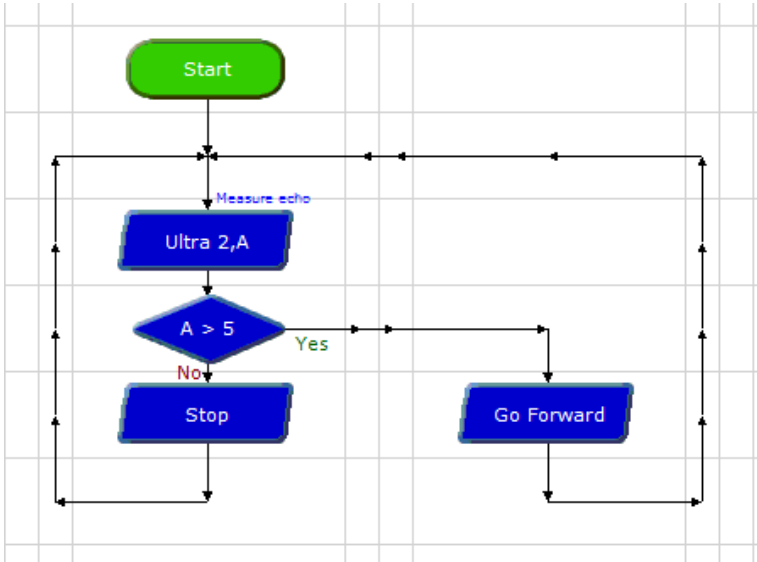 Start
Measure echo
Ultra 2,A
A > 5
Yes
No
Stop
Go Forward